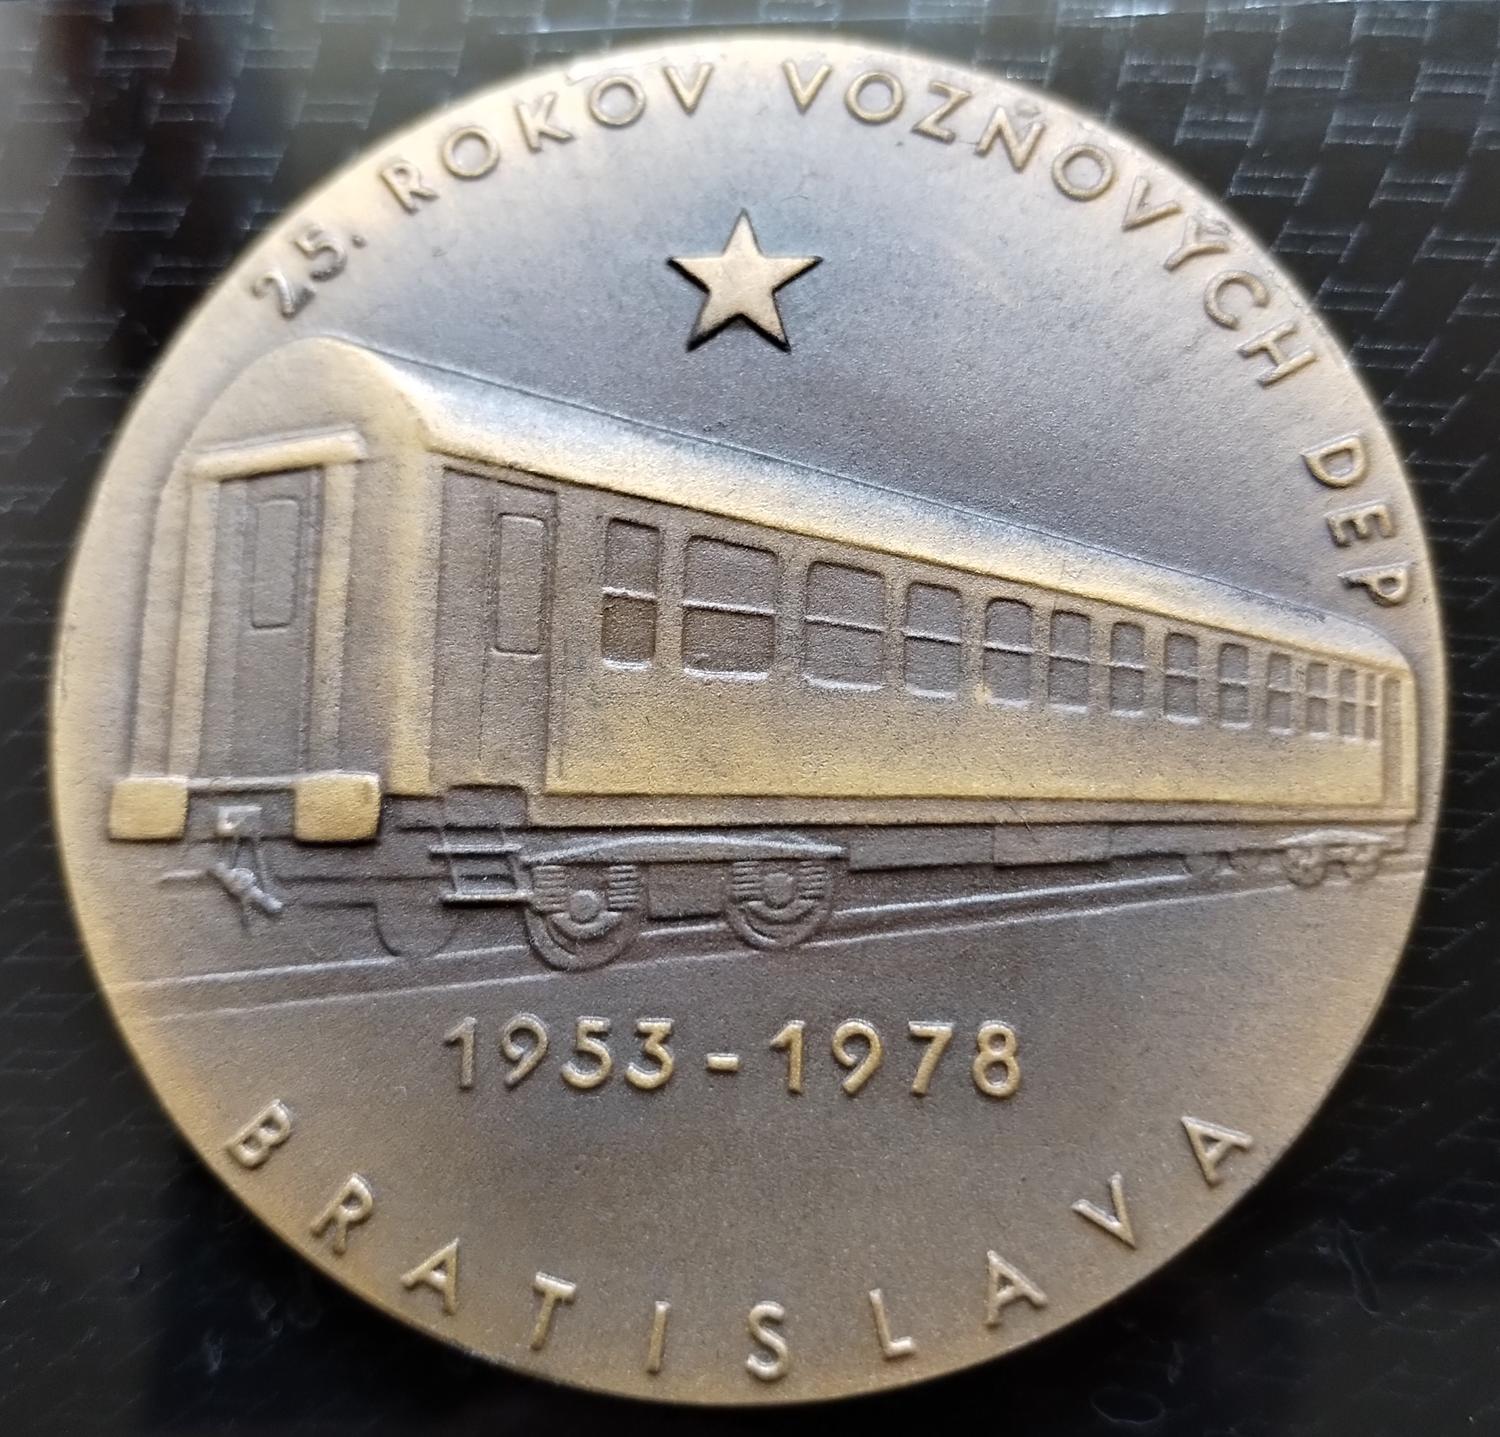 25. ROKOV VOZŇOVÝCH DEP
1953-1978
BRATISLAVA